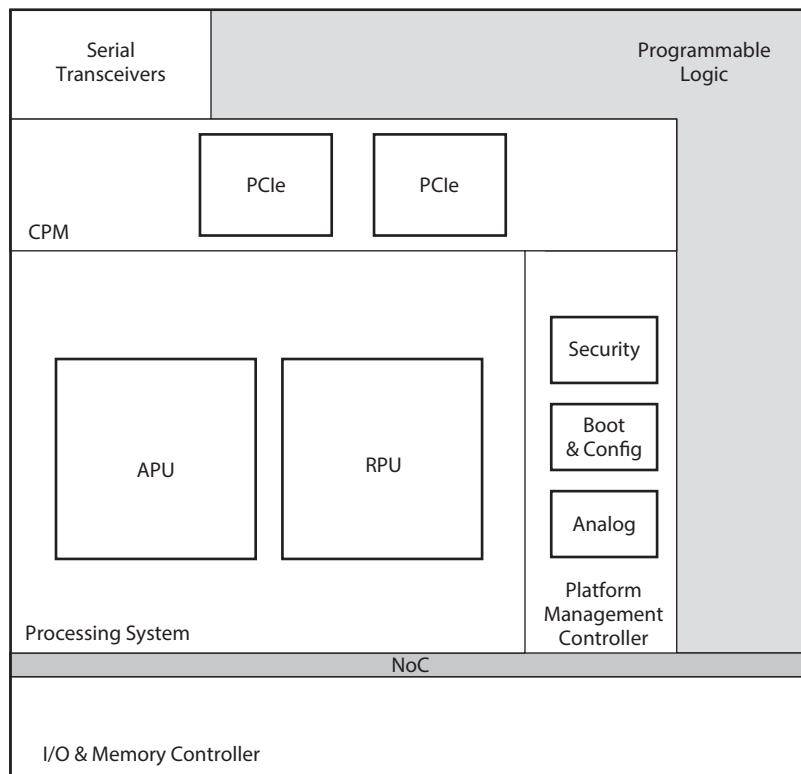 Serial
Transceivers
Programmable
Logic
PCIe
PCIe
CPM
Security
Boot
& Config
APU
RPU
Analog
Platform
Management
Controller
Processing System
NoC
I/O & Memory Controller